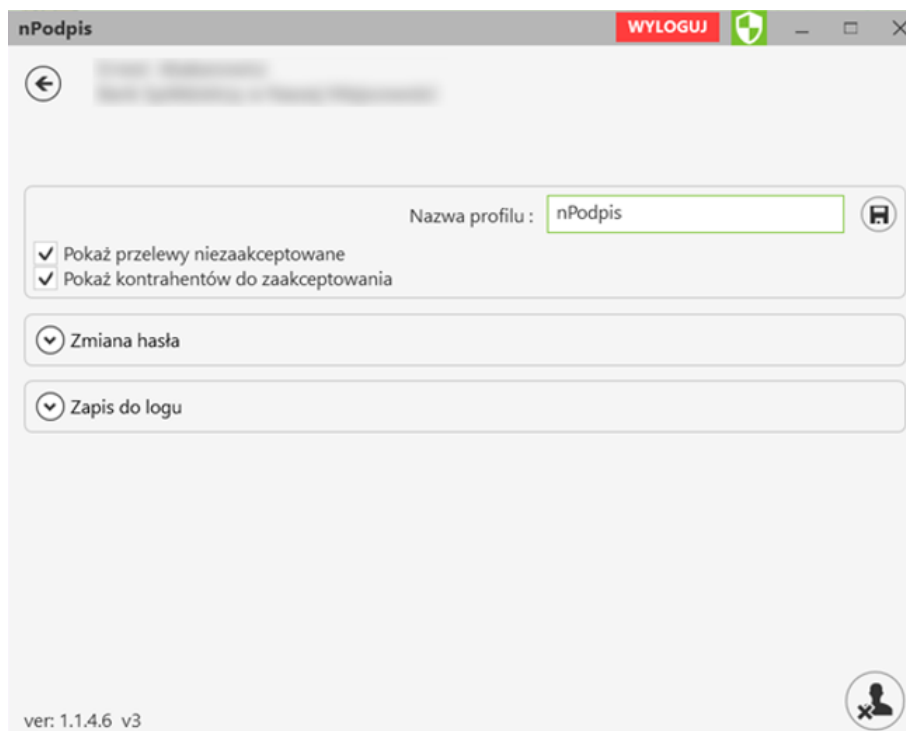 nPodpis
WYLOGUJ
Nazwa profilu :
nPodpis
Pokaż przelewy niezaakceptowane
Pokaż kontrahentów do zaakceptowania
Zmiana hasła
Zapis do logu
ver: 1.1.4.6 v3